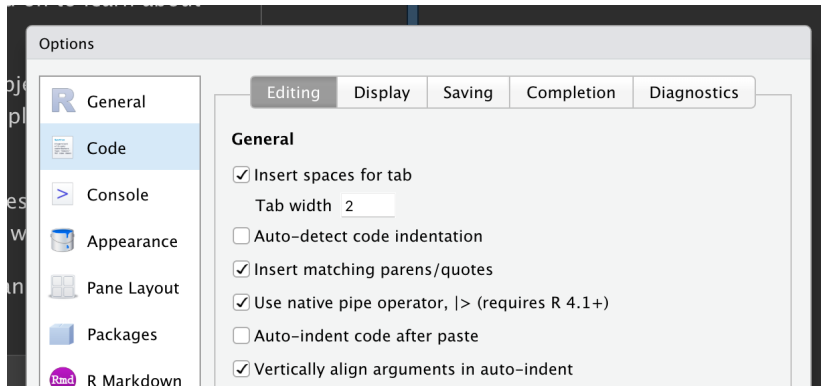 Options
General
Code
Console
Appearance
Pane Layout
Packages
Rmd R Markdown
Editing Display Saving Completion Diagnostics
General
Insert spaces for tab
Tab width 2
Auto-detect code indentation
Insert matching parens/quotes
Use native pipe operator, |> (requires R 4.1+)
Auto-indent code after paste
Vertically align arguments in auto-indent